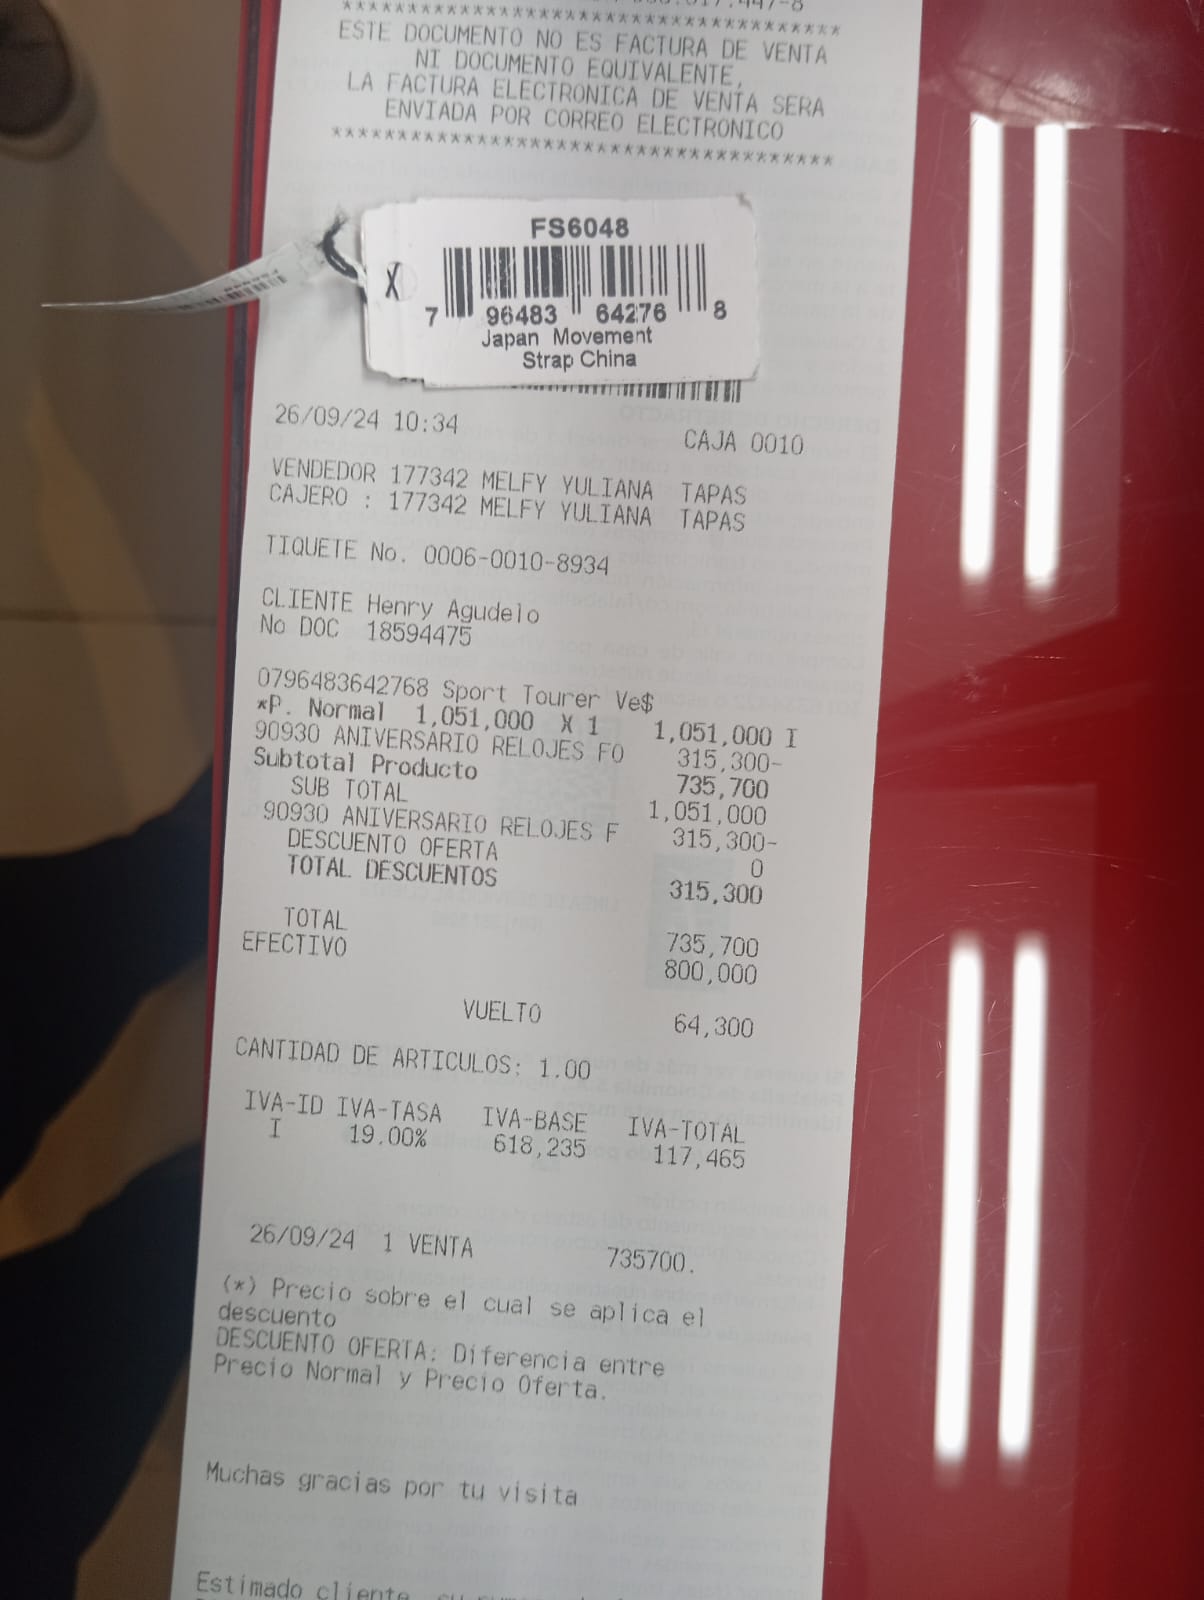 ****************************************
ESTE DOCUMENTO NO ES FACTURA DE VENTA
NI DOCUMENTO EQUIVALENTE,
LA FACTURA ELECTRONICA DE VENTA SERA
ENVIADA POR CORREO ELECTRONICO
****************************************
FS6048
X
7 96483 64276 8
Japan Movement
Strap China
26/09/24 10:34 CAJA 0010
VENDEDOR 177342 MELFY YULIANA TAPAS
CAJERO : 177342 MELFY YULIANA TAPAS
TIQUETE No. 0006-0010-8934
CLIENTE Henry Agudelo
No DOC 18594475
0796483642768 Sport Tourer Ve$
*P. Normal 1,051,000 X 1 1,051,000 I
90930 ANIVERSARIO RELOJES FO 315,300-
Subtotal Producto 735,700
SUB TOTAL 1,051,000
90930 ANIVERSARIO RELOJES F 315,300-
DESCUENTO OFERTA 0
TOTAL DESCUENTOS 315,300
TOTAL 735,700
EFECTIVO 800,000
VUELTO 64,300
CANTIDAD DE ARTICULOS: 1.00
IVA-ID IVA-TASA IVA-BASE IVA-TOTAL
I 19.00% 618,235 117,465
26/09/24 1 VENTA 735700.
(*) Precio sobre el cual se aplica el
descuento
DESCUENTO OFERTA: Diferencia entre
Precio Normal y Precio Oferta.
Muchas gracias por tu visita
Estimado cliente